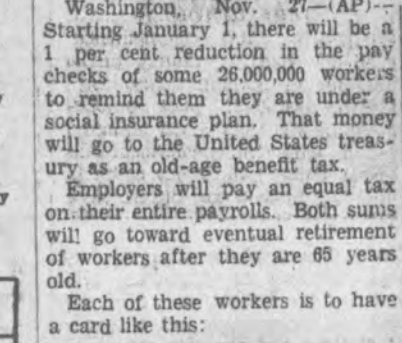 Washington, Nov. 27—(AP)--
Starting January 1, there will be a
1 per cent reduction in the pay
checks of some 26,000,000 workers
to remind them they are under a
social insurance plan. That money
will go to the United States treas-
ury as an old-age benefit tax.
Employers will pay an equal tax
on their entire payrolls. Both sums
will go toward eventual retirement
of workers after they are 65 years
old.
Each of these workers is to have
a card like this: